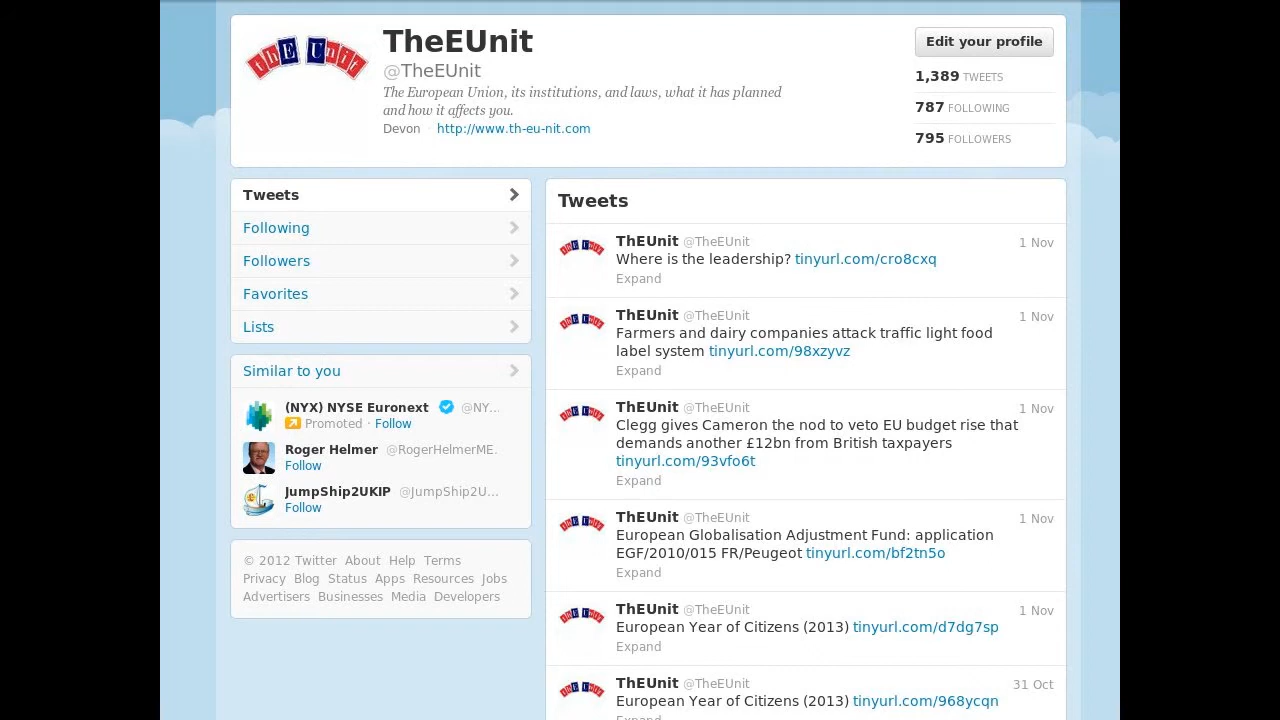 thEUnit
TheEUnit
@TheEUnit
The European Union, its institutions, and laws, what it has planned
and how it affects you.
Devon · http://www.th-eu-nit.com
Edit your profile
1,389 TWEETS
787 FOLLOWING
795 FOLLOWERS
Tweets
Following
Followers
Favorites
Lists
Similar to you
(NYX) NYSE Euronext @NY...
Promoted · Follow
Roger Helmer @RogerHelmerME.
Follow
JumpShip2UKIP @JumpShip2U...
Follow
© 2012 Twitter About Help Terms
Privacy Blog Status Apps Resources Jobs
Advertisers Businesses Media Developers
Tweets
ThEUnit @TheEUnit 1 Nov
Where is the leadership? tinyurl.com/cro8cxq
Expand
ThEUnit @TheEUnit 1 Nov
Farmers and dairy companies attack traffic light food
label system tinyurl.com/98xzyvz
Expand
ThEUnit @TheEUnit 1 Nov
Clegg gives Cameron the nod to veto EU budget rise that
demands another £12bn from British taxpayers
tinyurl.com/93vfo6t
Expand
ThEUnit @TheEUnit 1 Nov
European Globalisation Adjustment Fund: application
EGF/2010/015 FR/Peugeot tinyurl.com/bf2tn5o
Expand
ThEUnit @TheEUnit 1 Nov
European Year of Citizens (2013) tinyurl.com/d7dg7sp
Expand
ThEUnit @TheEUnit 31 Oct
European Year of Citizens (2013) tinyurl.com/968ycqn
Expand